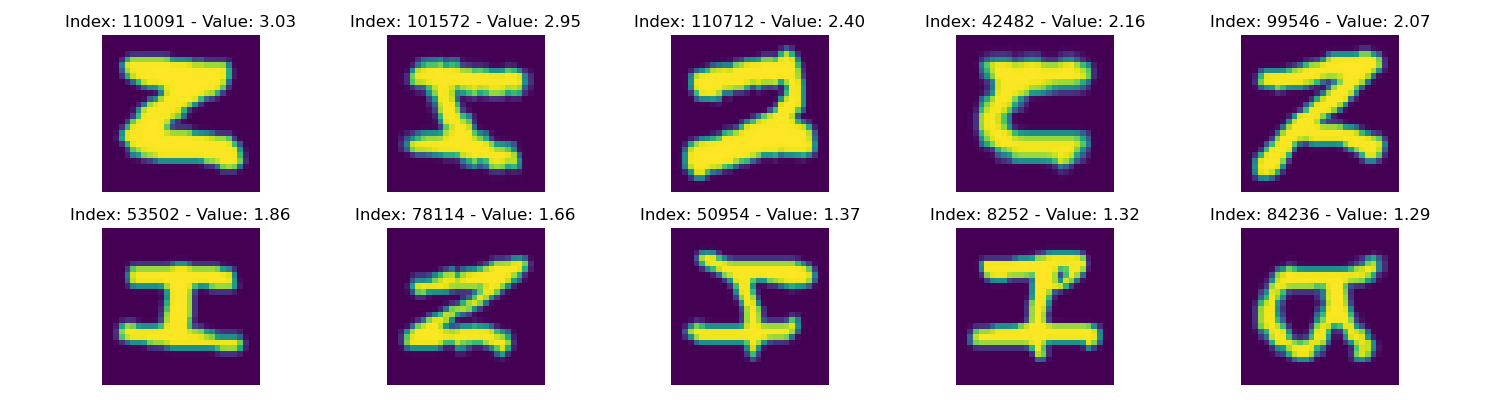 Index: 110091 - Value: 3.03 Index: 101572 - Value: 2.95 Index: 110712 - Value: 2.40 Index: 42482 - Value: 2.16 Index: 99546 - Value: 2.07
Index: 53502 - Value: 1.86 Index: 78114 - Value: 1.66 Index: 50954 - Value: 1.37 Index: 8252 - Value: 1.32 Index: 84236 - Value: 1.29